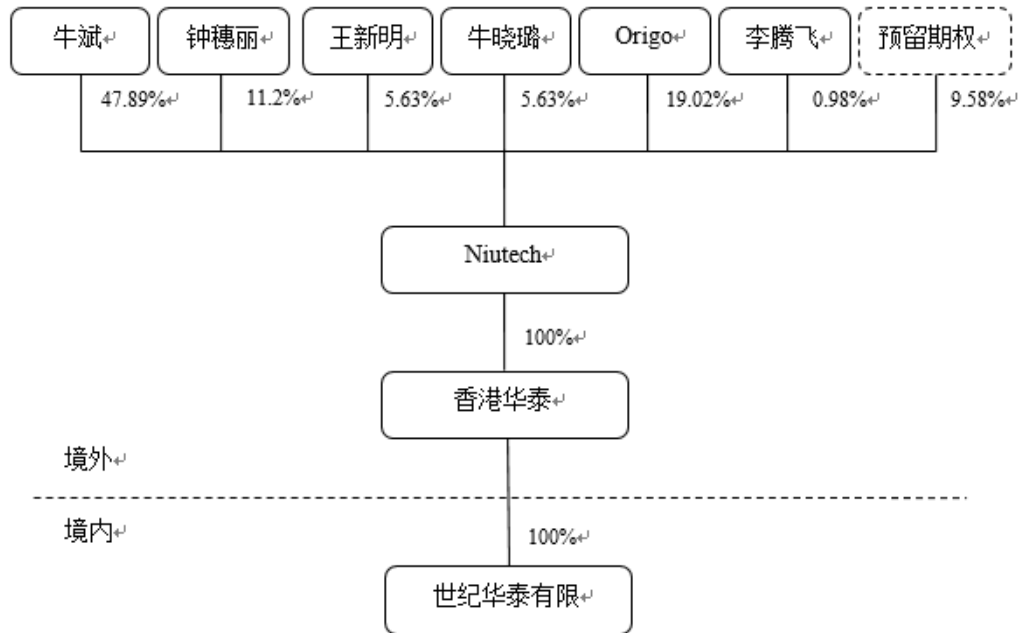 牛斌 钟穗丽 王新明 牛晓璐 Origo 李腾飞 预留期权
47.89% 11.2% 5.63% 5.63% 19.02% 0.98% 9.58%
Niutech
100%
香港华泰
境外
境内
100%
世纪华泰有限